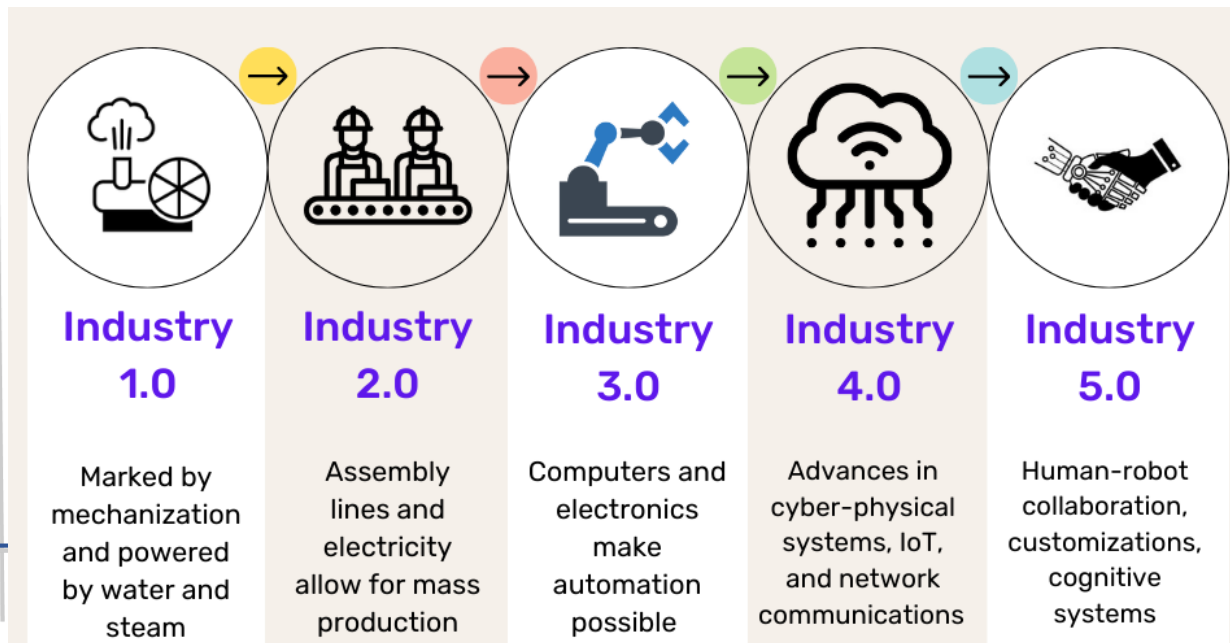 Industry
1.0
Marked by
mechanization
and powered
by water and
steam
Industry
2.0
Assembly
lines and
electricity
allow for mass
production
Industry
3.0
Computers and
electronics
make
automation
possible
Industry
4.0
Advances in
cyber-physical
systems, IoT,
and network
communications
Industry
5.0
Human-robot
collaboration,
customizations,
cognitive
systems